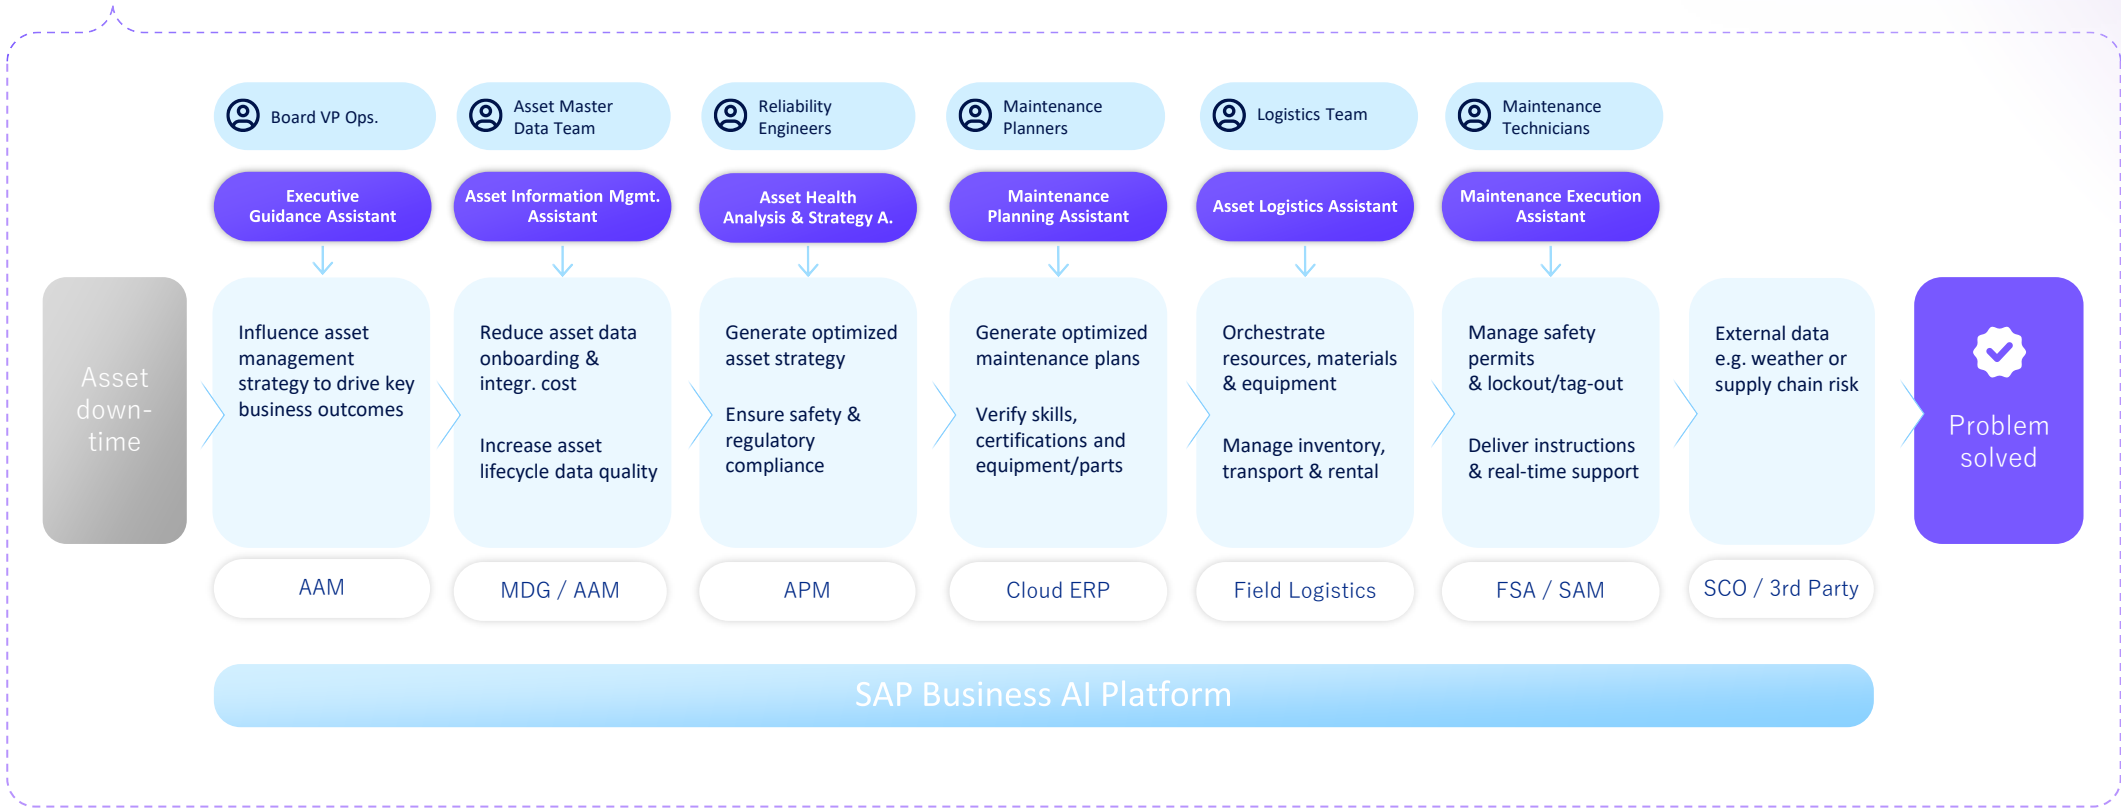 Board VP Ops.
Asset Master
Data Team
Reliability
Engineers
Maintenance
Planners
Logistics Team
Maintenance
Technicians
Executive
Guidance Assistant
Asset Information Mgmt.
Assistant
Asset Health
Analysis & Strategy A.
Maintenance
Planning Assistant
Asset Logistics Assistant
Maintenance Execution
Assistant
Asset
down-
time
Influence asset
management
strategy to drive key
business outcomes
Reduce asset data
onboarding &
integr. cost
Increase asset
lifecycle data quality
Generate optimized
asset strategy
Ensure safety &
regulatory
compliance
Generate optimized
maintenance plans
Verify skills,
certifications and
equipment/parts
Orchestrate
resources, materials
& equipment
Manage inventory,
transport & rental
Manage safety
permits
& lockout/tag-out
Deliver instructions
& real-time support
External data
e.g. weather or
supply chain risk
Problem
solved
AAM
MDG / AAM
APM
Cloud ERP
Field Logistics
FSA / SAM
SCO / 3rd Party
SAP Business AI Platform